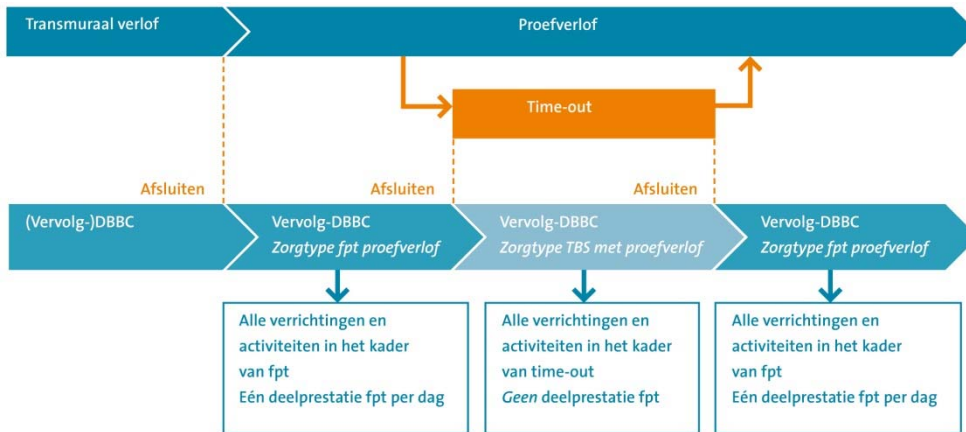 Transmuraal verlof
Proefverlof
Time-out
Afsluiten
Afsluiten
Afsluiten
(Vervolg-)DBBC
Vervolg-DBBC
Zorgtype fpt proefverlof
Vervolg-DBBC
Zorgtype TBS met proefverlof
Vervolg-DBBC
Zorgtype fpt proefverlof
Alle verrichtingen en
activiteiten in het kader
van fpt
Eén deelprestatie fpt per dag
Alle verrichtingen en
activiteiten in het kader
van time-out
Geen deelprestatie fpt
Alle verrichtingen en
activiteiten in het kader
van fpt
Eén deelprestatie fpt per dag